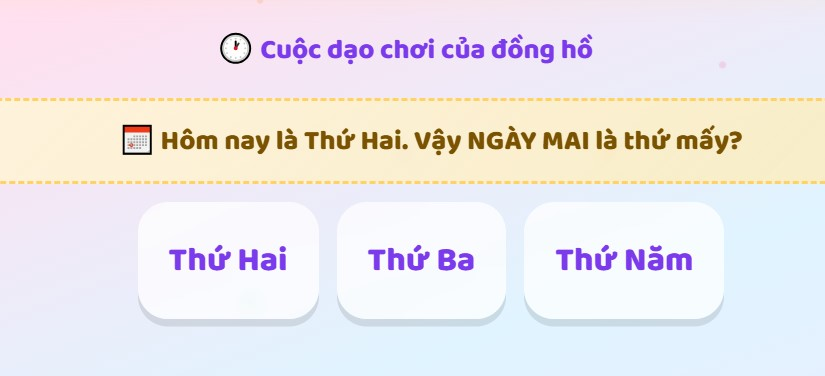 Cuộc dạo chơi của đồng hồ
Hôm nay là Thứ Hai. Vậy NGÀY MAI là thứ mấy?
Thứ Hai
Thứ Ba
Thứ Năm